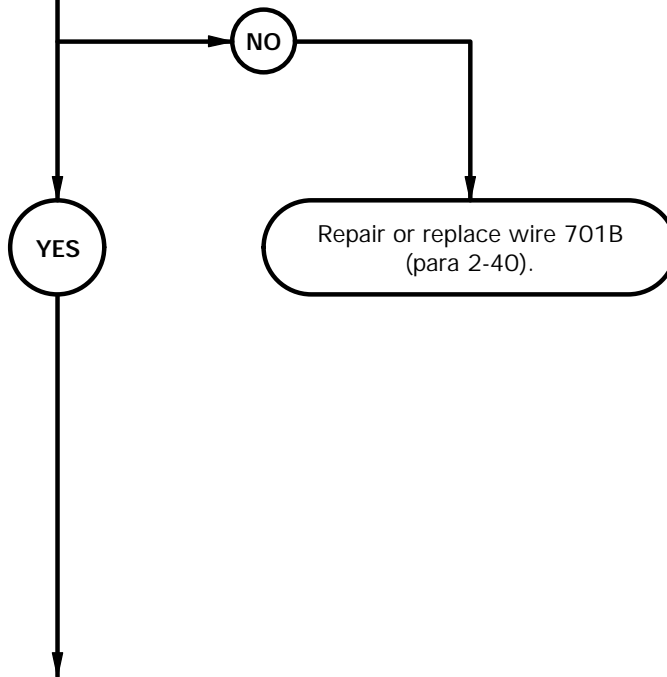 NO
YES
Repair or replace wire 701B
(para 2-40).